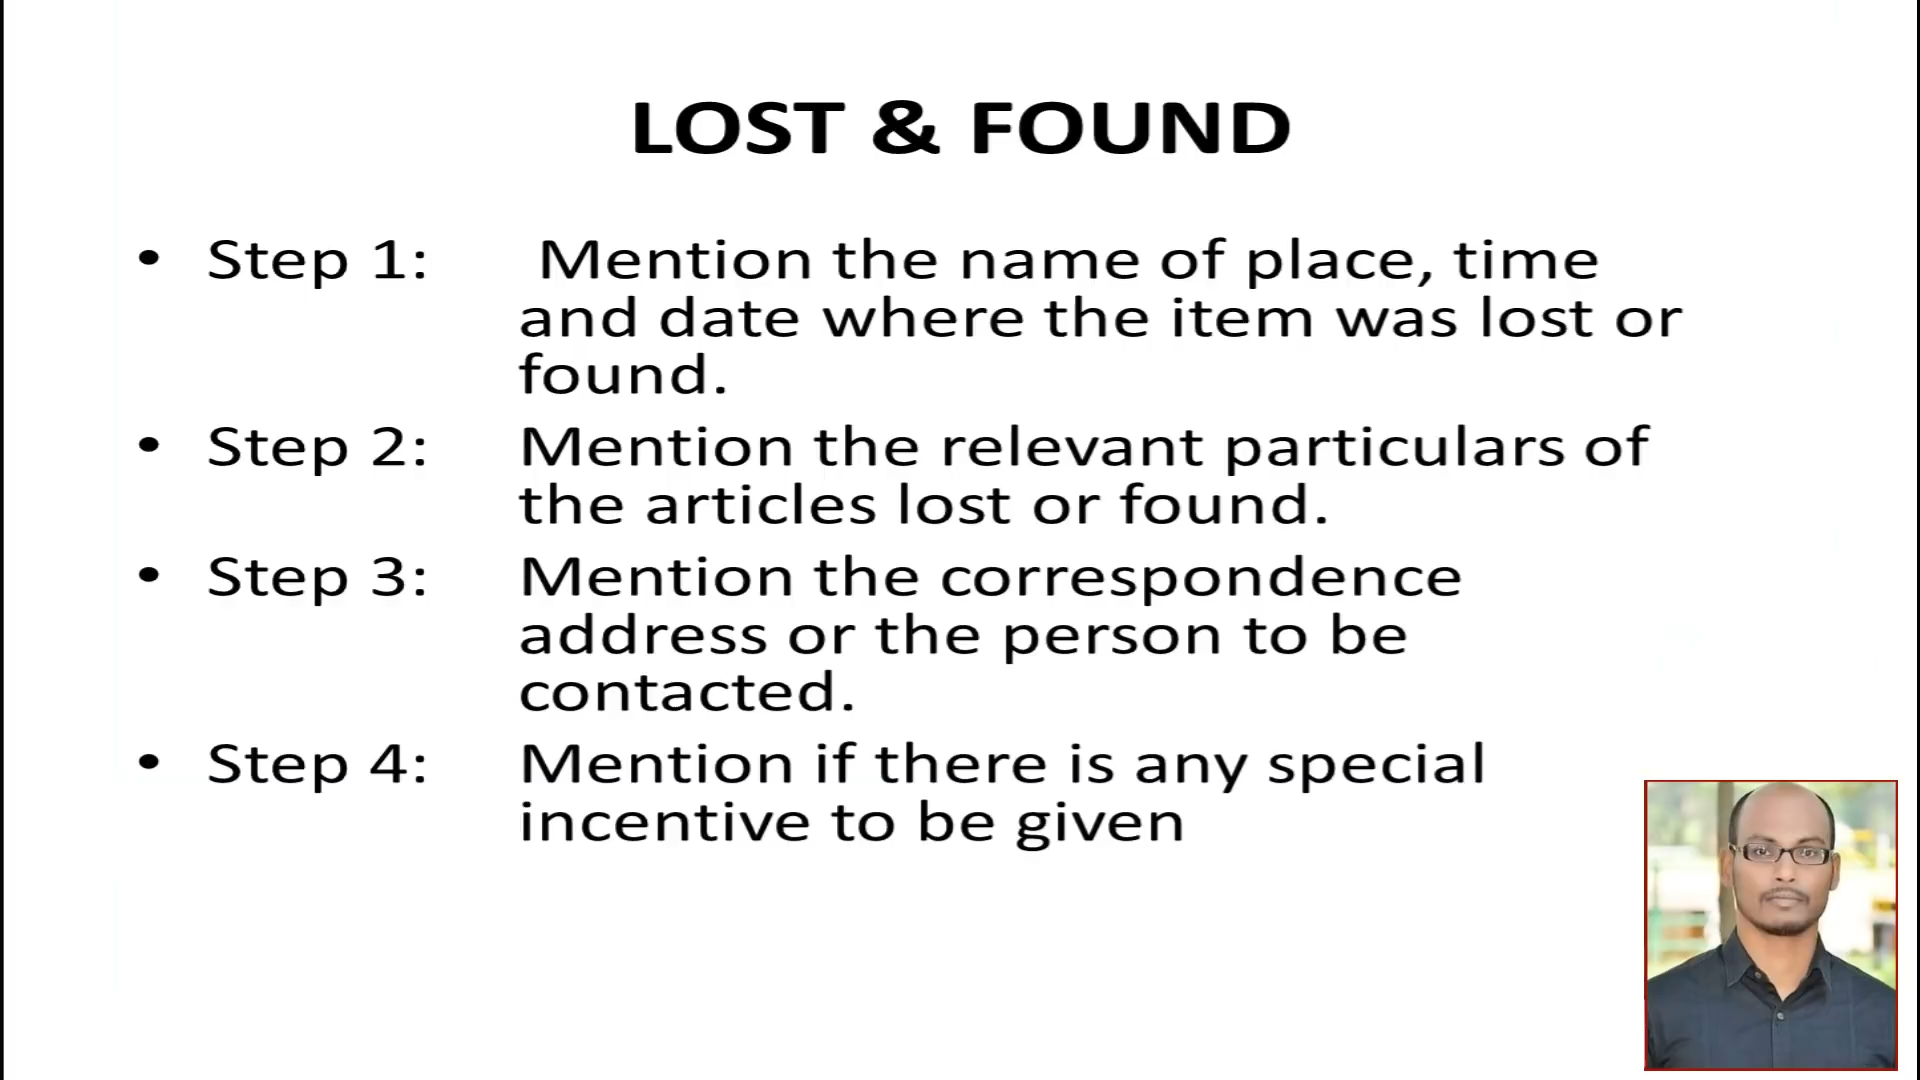 LOST & FOUND
• Step 1: Mention the name of place, time
and date where the item was lost or
found.
• Step 2: Mention the relevant particulars of
the articles lost or found.
• Step 3: Mention the correspondence
address or the person to be
contacted.
• Step 4: Mention if there is any special
incentive to be given